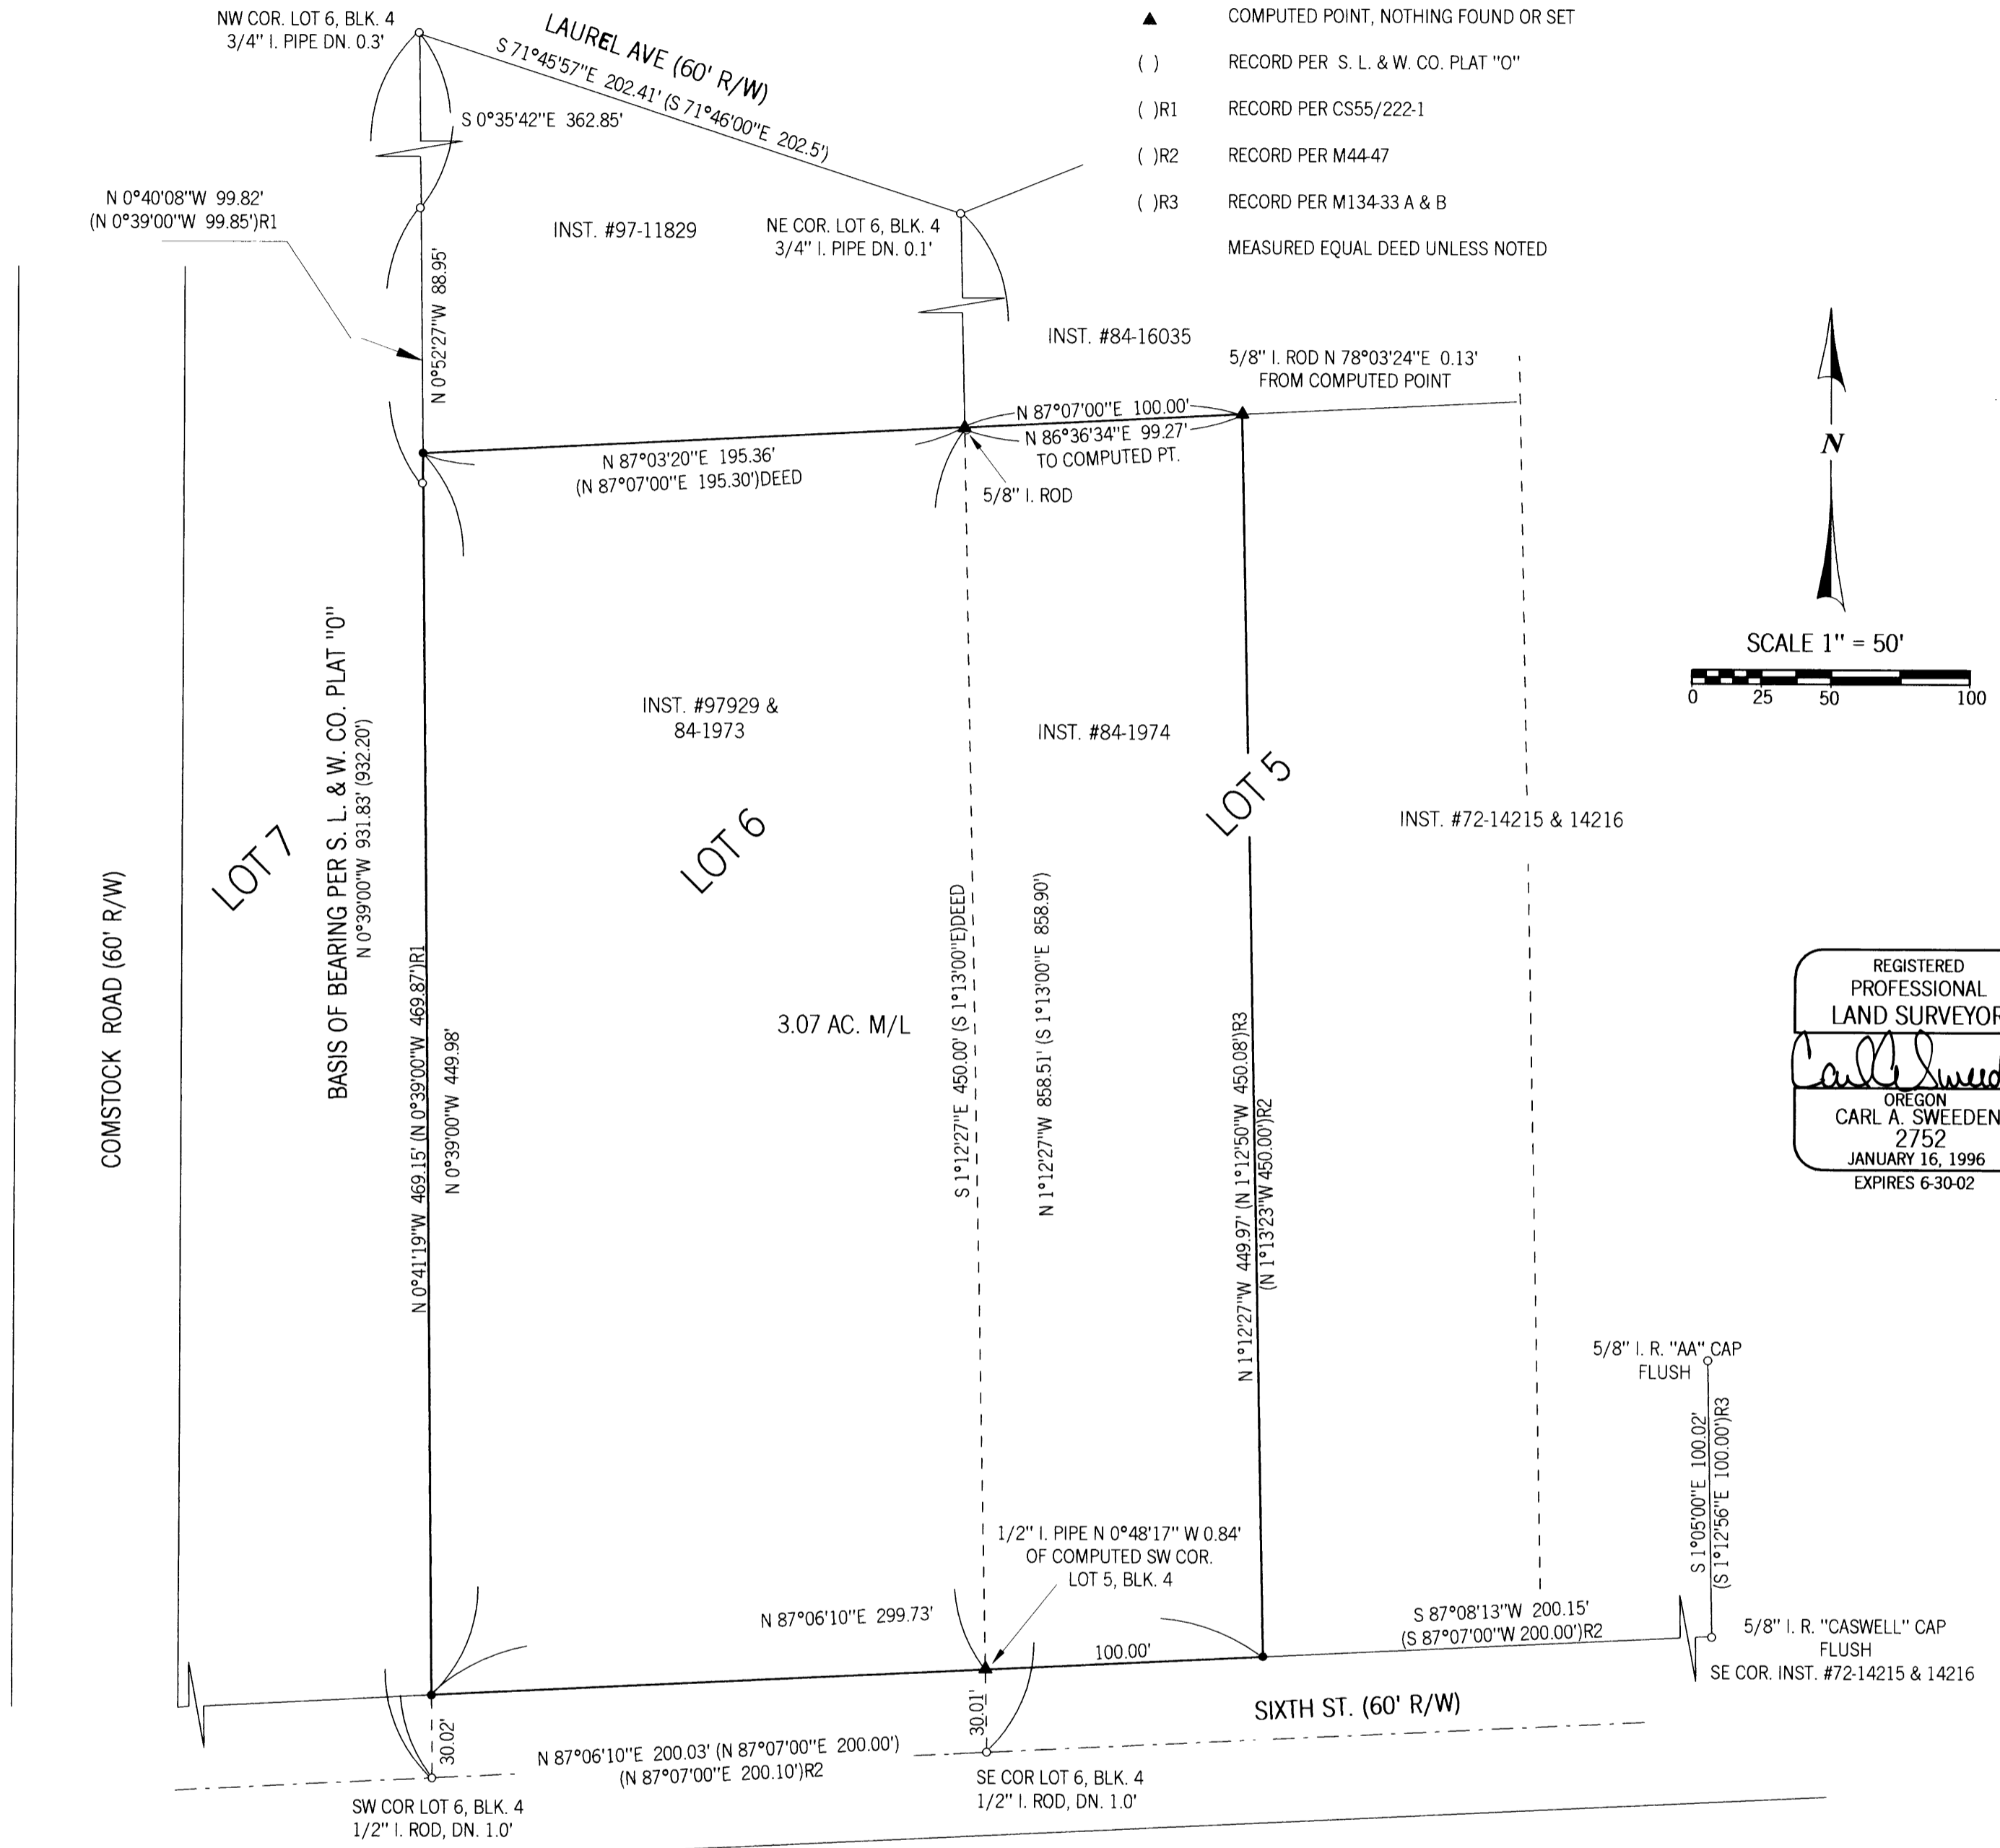 ▲ COMPUTED POINT, NOTHING FOUND OR SET
( ) RECORD PER S. L. & W. CO. PLAT "O"
( )R1 RECORD PER CS55/222-1
( )R2 RECORD PER M44-47
( )R3 RECORD PER M134-33 A & B
MEASURED EQUAL DEED UNLESS NOTED
NW COR. LOT 6, BLK. 4
3/4" I. PIPE DN. 0.3'
LAUREL AVE (60' R/W)
S 71°45'57"E 202.41' (S 71°46'00"E 202.5')
S 0°35'42"E 362.85'
N 0°40'08"W 99.82'
(N 0°39'00"W 99.85')R1
INST. #97-11829
NE COR. LOT 6, BLK. 4
3/4" I. PIPE DN. 0.1'
N 0°52'27"W 88.95'
INST. #84-16035
5/8" I. ROD N 78°03'24"E 0.13'
FROM COMPUTED POINT
N 87°07'00"E 100.00'
N 86°36'34"E 99.27'
TO COMPUTED PT.
N 87°03'20"E 195.36'
(N 87°07'00"E 195.30')DEED
5/8" I. ROD
N
SCALE 1" = 50'
0 25 50 100
INST. #97929 &
84-1973
INST. #84-1974
LOT 5
LOT 6
LOT 7
INST. #72-14215 & 14216
COMSTOCK ROAD (60' R/W)
BASIS OF BEARING PER S. L. & W. CO. PLAT "O"
N 0°39'00"W 931.83' (932.20')
N 0°41'19"W 469.15' (N 0°39'00"W 469.87')R1
N 0°39'00"W 449.98'
3.07 AC. M/L
S 1°12'27"E 450.00' (S 1°13'00"E)DEED
N 1°12'27"W 858.51' (S 1°13'00"E 858.90')
N 1°12'27"W 449.97' (N 1°12'50"W 450.08')R3
(N 1°13'23"W 450.00')R2
REGISTERED
PROFESSIONAL
LAND SURVEYOR
OREGON
CARL A. SWEEDEN
2752
JANUARY 16, 1996
EXPIRES 6-30-02
5/8" I. R. "AA" CAP
FLUSH
S 1°05'00"E 100.02'
(S 1°12'56"E 100.00')R3
1/2" I. PIPE N 0°48'17" W 0.84'
OF COMPUTED SW COR.
LOT 5, BLK. 4
N 87°06'10"E 299.73'
100.00'
S 87°08'13"W 200.15'
(S 87°07'00"W 200.00')R2
5/8" I. R. "CASWELL" CAP
FLUSH
SE COR. INST. #72-14215 & 14216
30.02'
30.01'
SIXTH ST. (60' R/W)
N 87°06'10"E 200.03' (N 87°07'00"E 200.00')
(N 87°07'00"E 200.10')R2
SW COR LOT 6, BLK. 4
1/2" I. ROD, DN. 1.0'
SE COR LOT 6, BLK. 4
1/2" I. ROD, DN. 1.0'